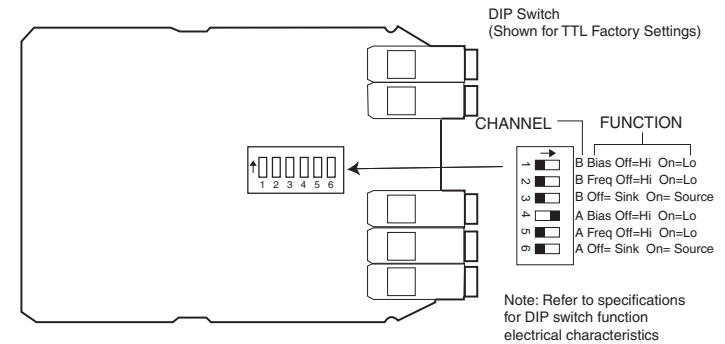 DIP Switch
(Shown for TTL Factory Settings)
CHANNEL FUNCTION
1 B Bias Off=Hi On=Lo
2 B Freq Off=Hi On=Lo
3 B Off= Sink On= Source
4 A Bias Off=Hi On=Lo
5 A Freq Off=Hi On=Lo
6 A Off= Sink On= Source
1 2 3 4 5 6
Note: Refer to specifications
for DIP switch function
electrical characteristics